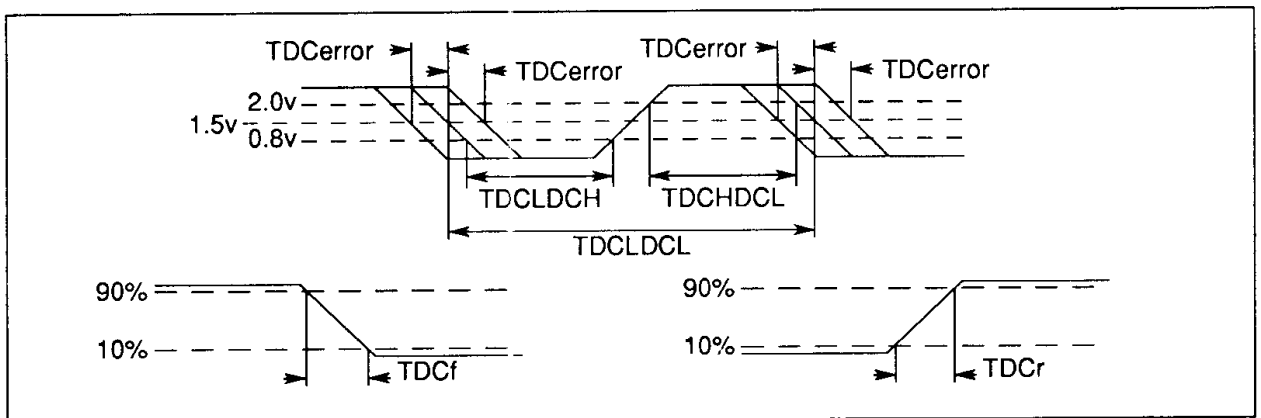 TDCerror TDCerror
TDCerror TDCerror
2.0v
1.5v
0.8v
TDCLDCH TDCHDCL
TDCLDCL
90% 90%
10% 10%
TDCf TDCr